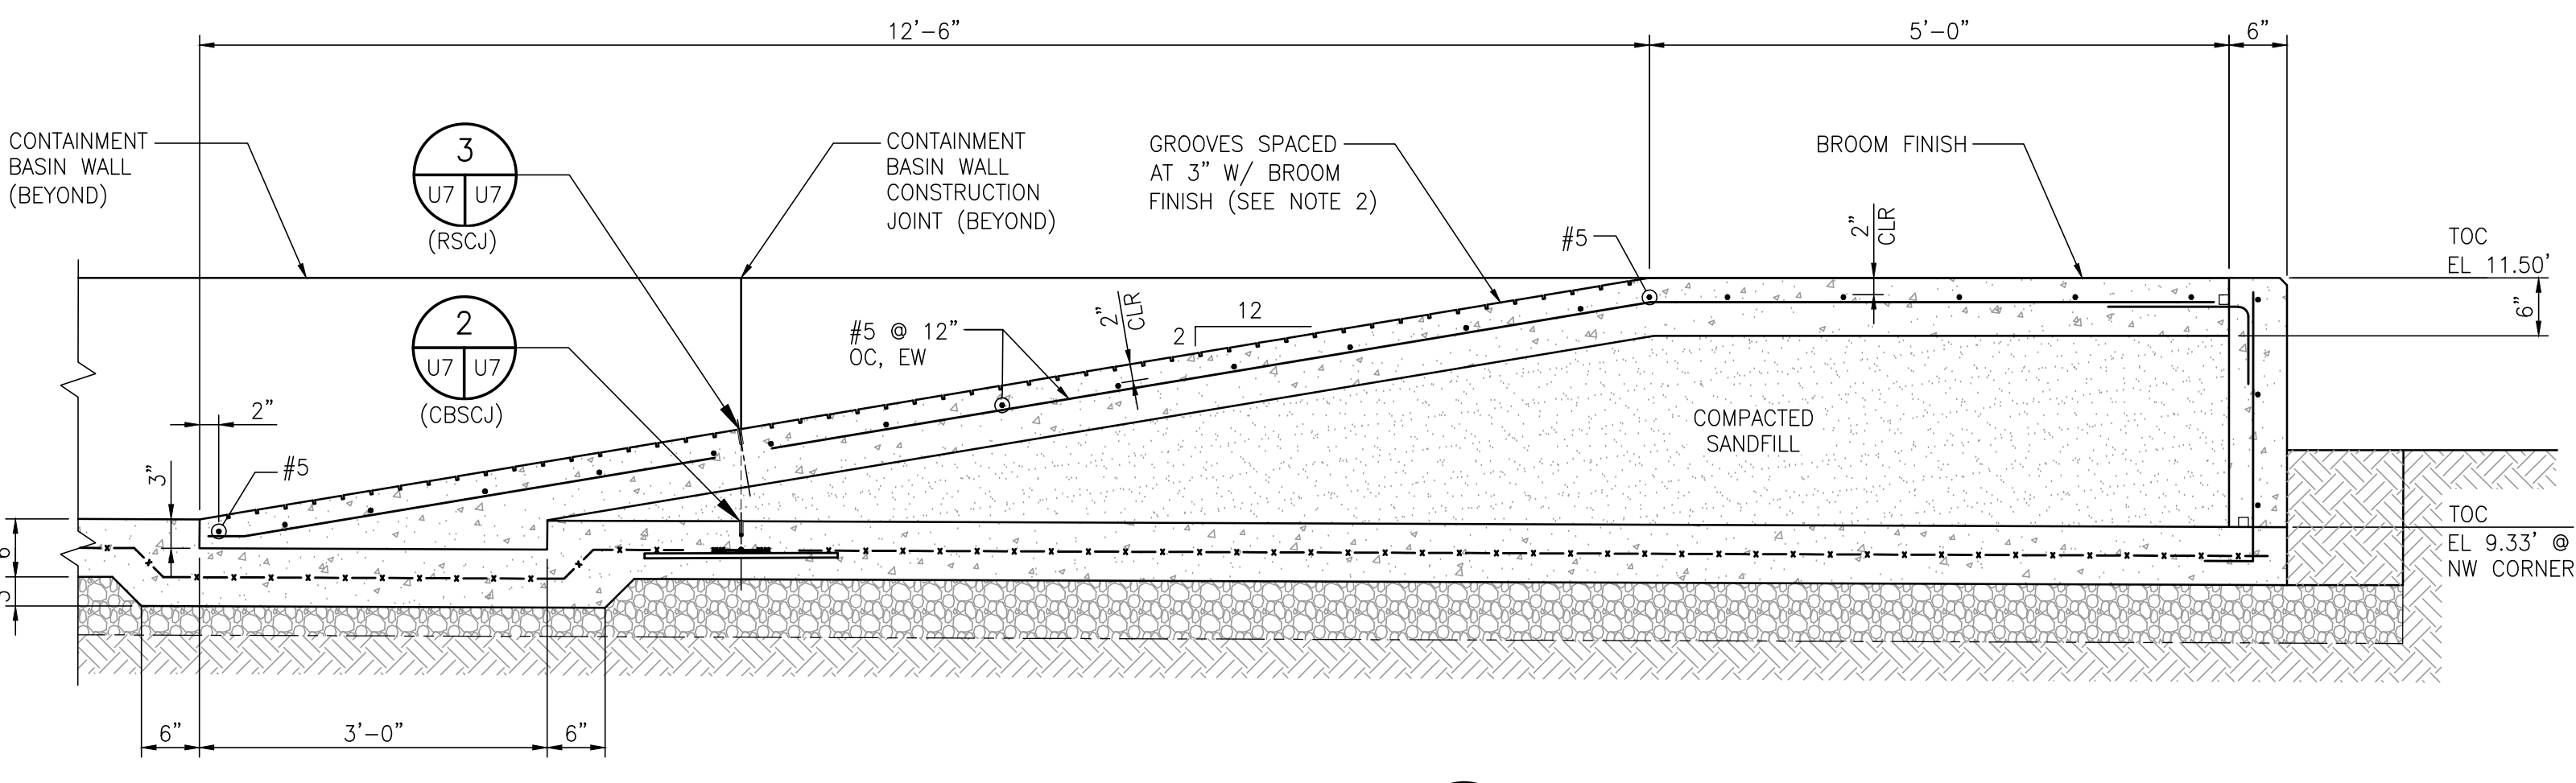 12'-6"
5'-0"
6"
CONTAINMENT
BASIN WALL
(BEYOND)
3
U7 U7
(RSCJ)
CONTAINMENT
BASIN WALL
CONSTRUCTION
JOINT (BEYOND)
GROOVES SPACED
AT 3" W/ BROOM
FINISH (SEE NOTE 2)
BROOM FINISH
2"
CLR
#5
TOC
EL 11.50'
6"
2
U7 U7
(CBSCJ)
#5 @ 12"
OC, EW
2"
CLR
12
2
2"
#5
3"
COMPACTED
SANDFILL
TOC
EL 9.33' @
NW CORNER
6"
3'-0"
6"